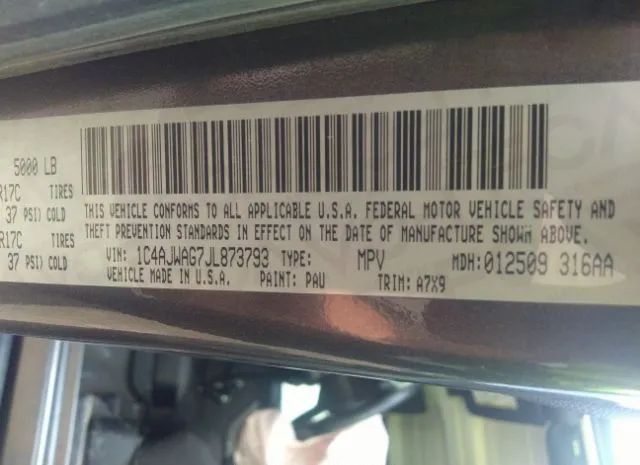 5000 LB
R17C TIRES
37 PSI) COLD
R17C TIRES
37 PSI) COLD
THIS VEHICLE CONFORMS TO ALL APPLICABLE U.S.A. FEDERAL MOTOR VEHICLE SAFETY AND
THEFT PREVENTION STANDARDS IN EFFECT ON THE DATE OF MANUFACTURE SHOWN ABOVE.
VIN: 1C4AJWAG7JL873793 TYPE: MPV MDH:012509 316AA
VEHICLE MADE IN U.S.A. PAINT: PAU TRIM: A7X9